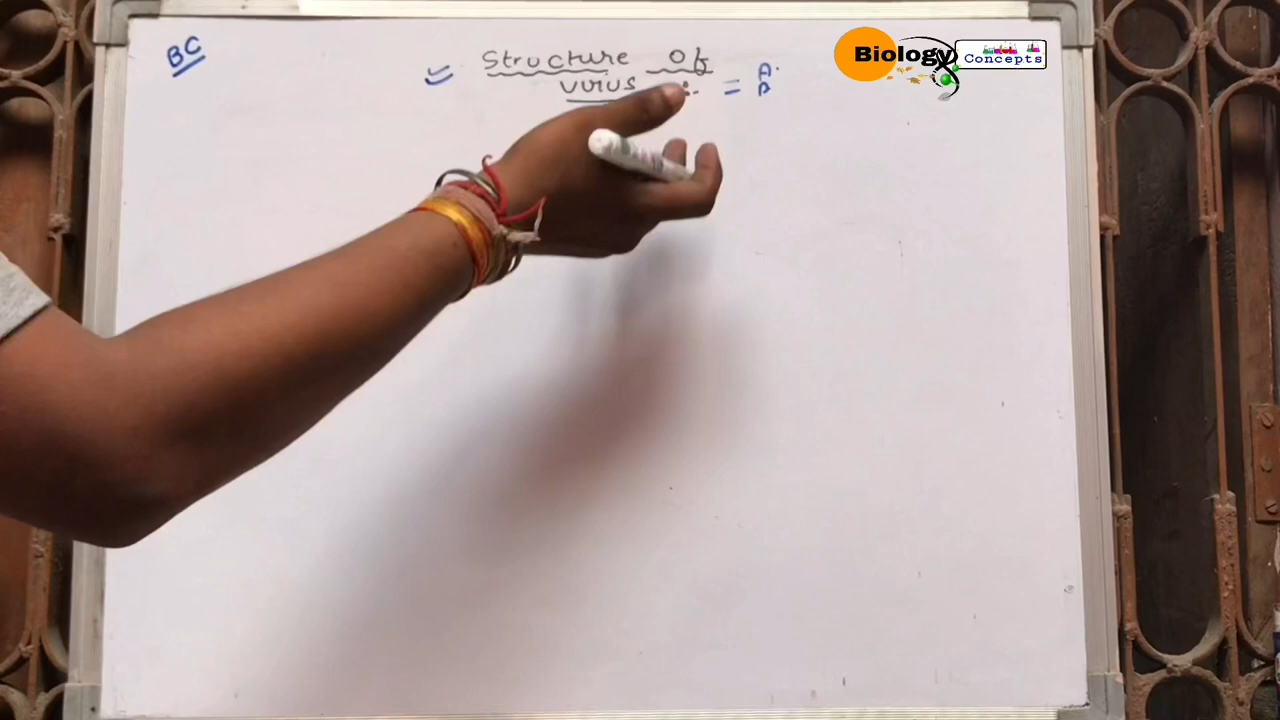 BC
Structure Of
virus :- = A.
B
Biology
Concepts